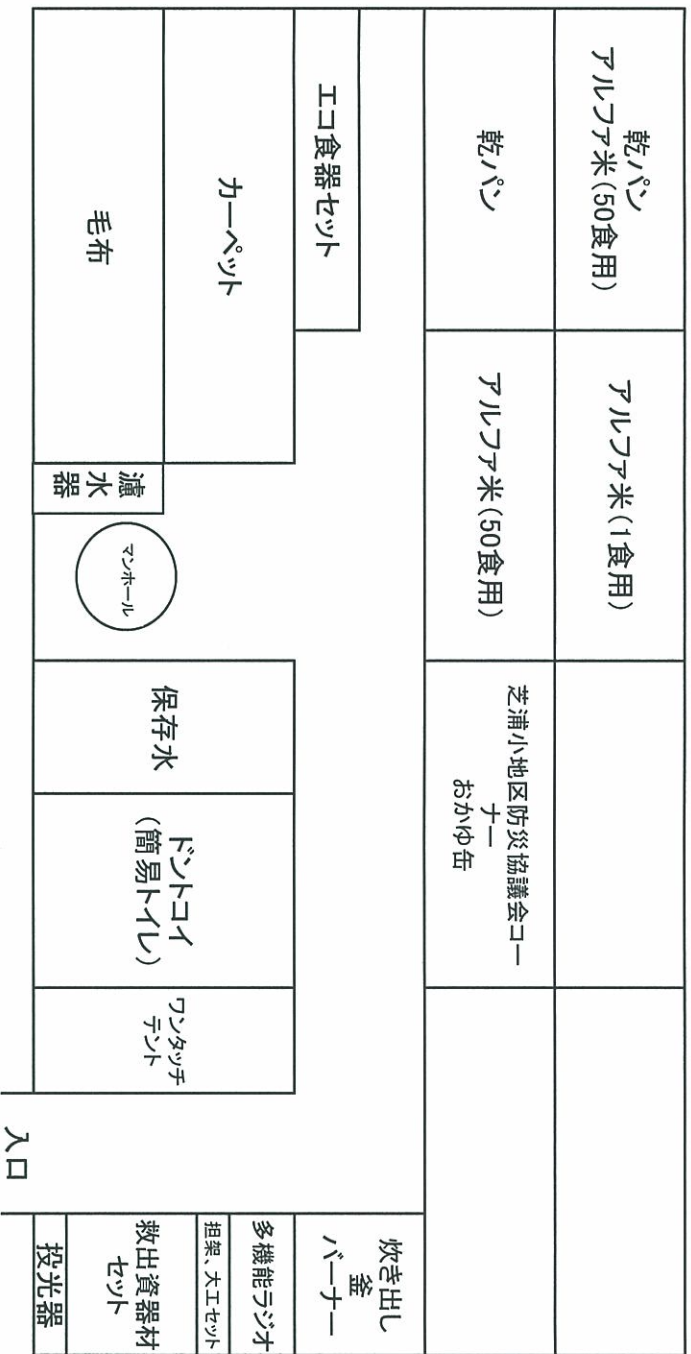 乾パン
アルファ米(50食用)
アルファ米(1食用)
乾パン
アルファ米(50食用)
芝浦小地区防災協議会コー
ナー
おかゆ缶
エコ食器セット
カーペット
毛布
濾
水
器
マンホール
保存水
ドントコイ
(簡易トイレ)
ワンタッチ
テント
入口
炊き出し
釜
バーナー
多機能ラジオ
担架、大工セット
救出資器材
セット
投光器